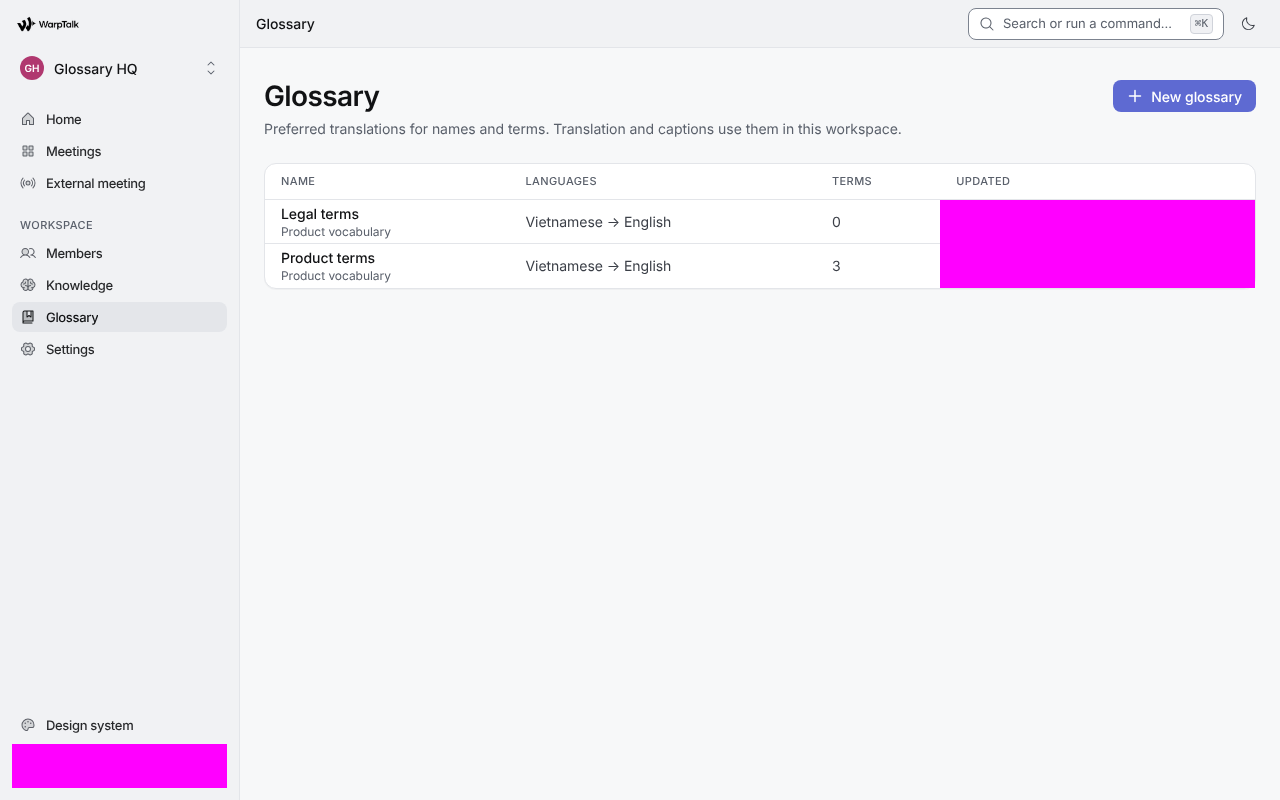 WarpTalk
Glossary
Search or run a command...
⌘K
GH
Glossary HQ
Home
Meetings
External meeting
WORKSPACE
Members
Knowledge
Glossary
Settings
Design system
Glossary
New glossary
Preferred translations for names and terms. Translation and captions use them in this workspace.
NAME LANGUAGES TERMS UPDATED
Legal terms
Product vocabulary
Vietnamese → English
0
Product terms
Product vocabulary
Vietnamese → English
3